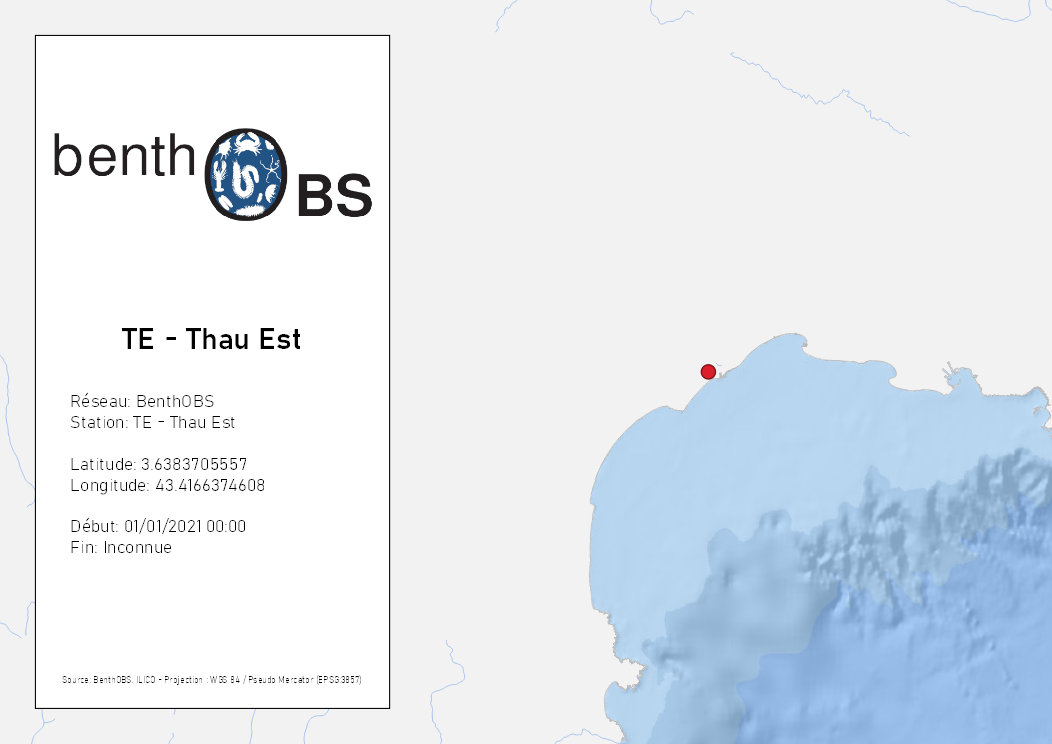 benthOBS
TE - Thau Est
Réseau: BenthOBS
Station: TE - Thau Est
Latitude: 3.6383705557
Longitude: 43.4166374608
Début: 01/01/2021 00:00
Fin: Inconnue
Source: BenthOBS, ILICO - Projection : WGS 84 / Pseudo Mercator (EPSG:3857)